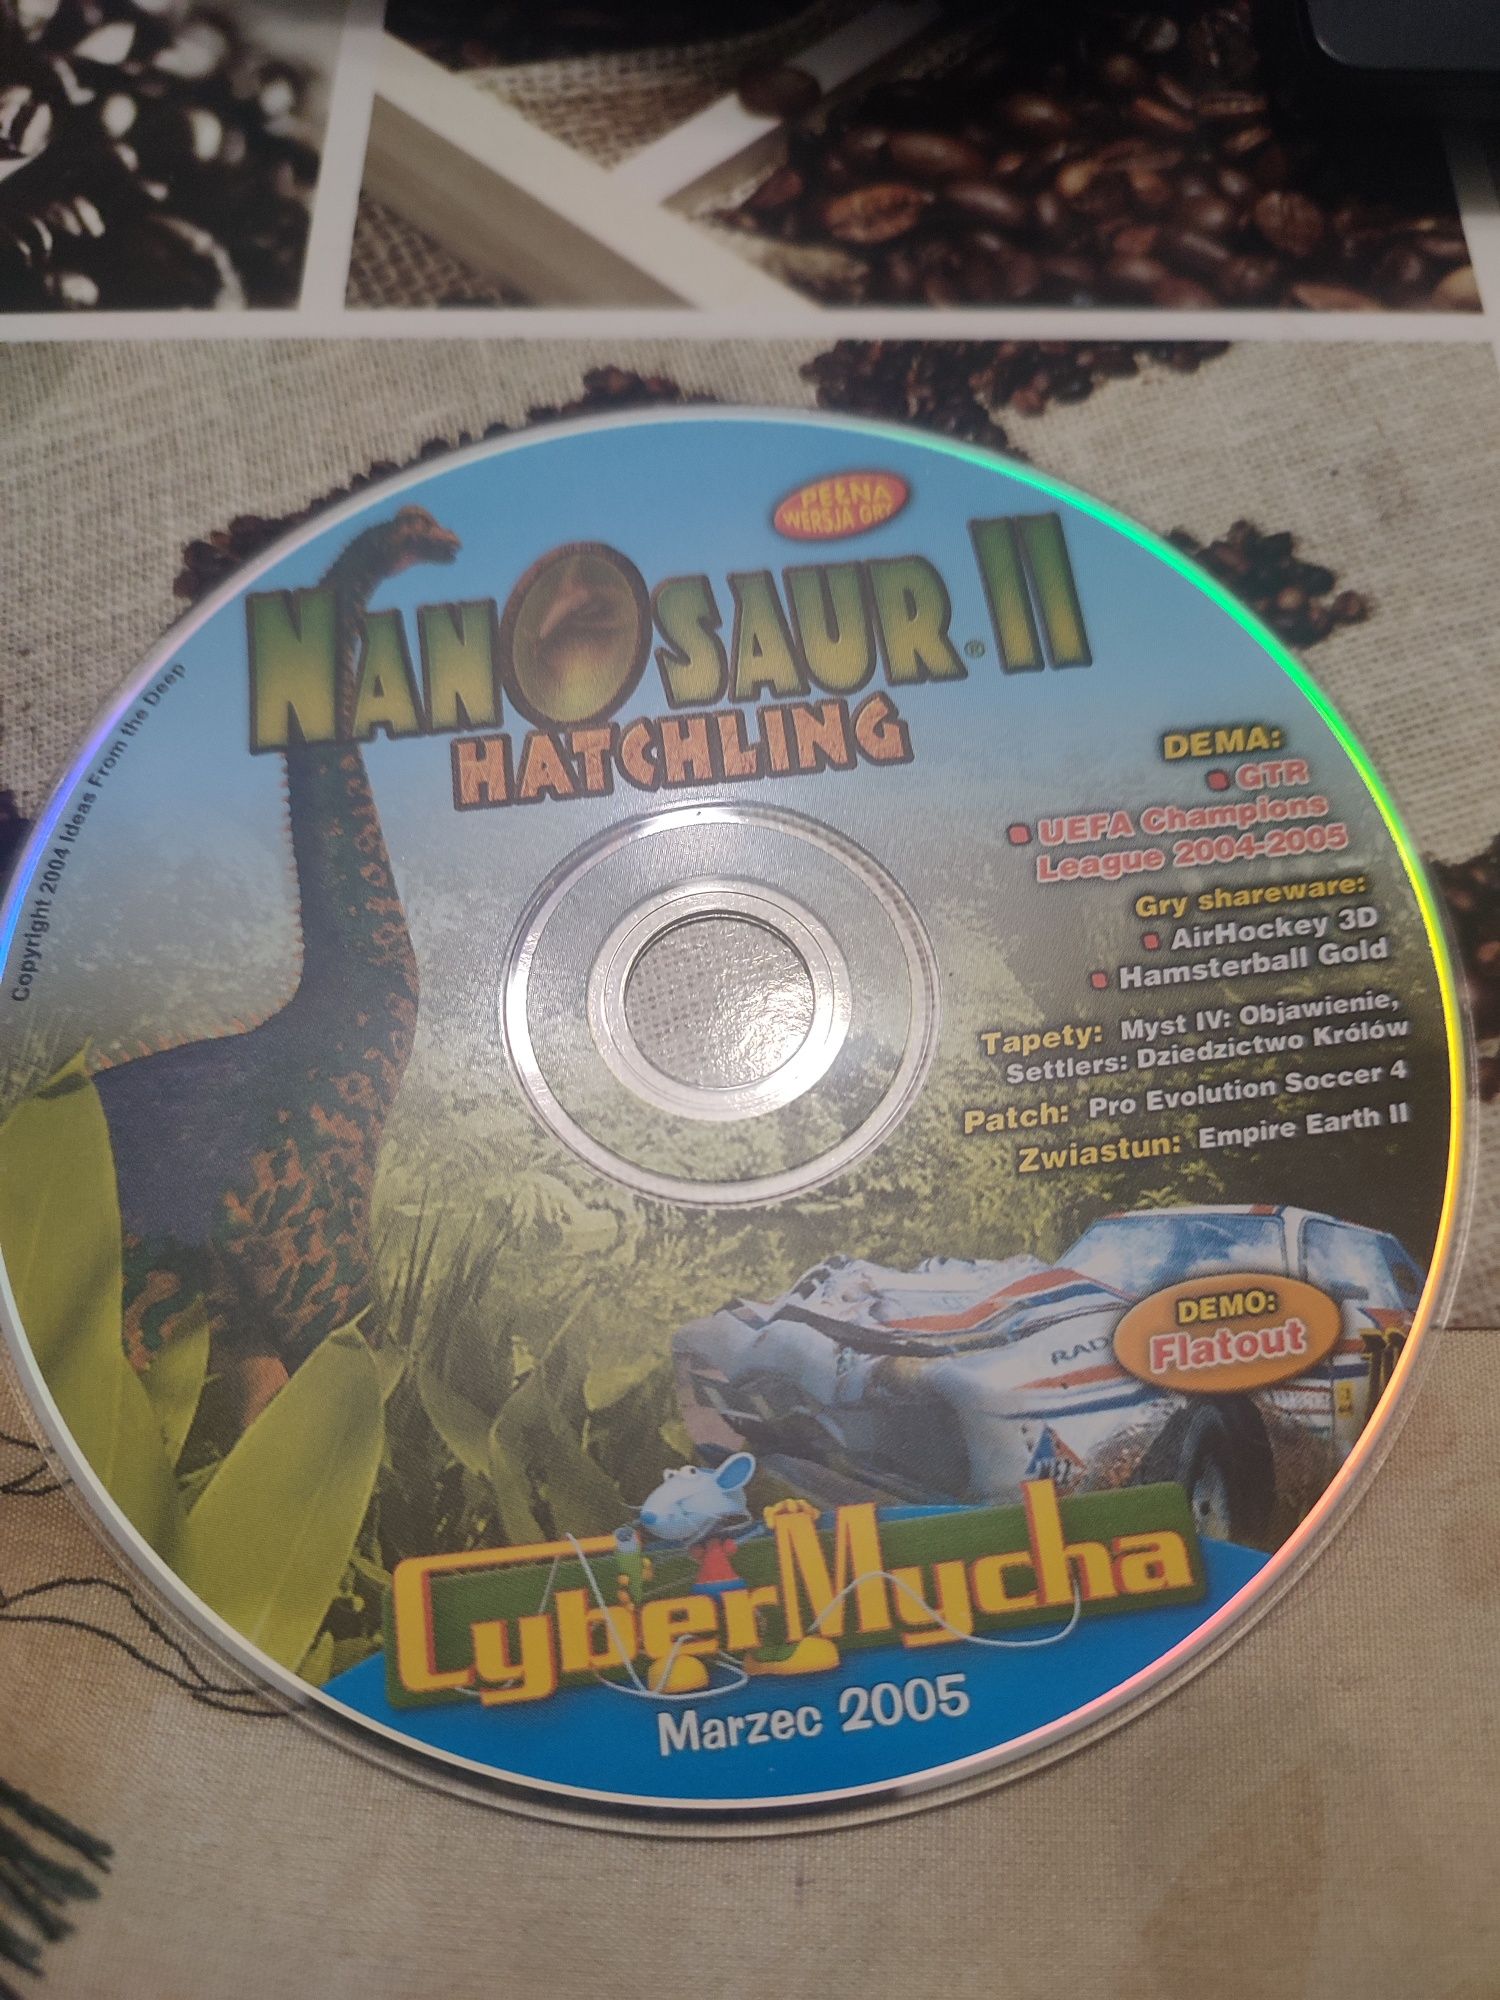 PEŁNA
WERSJA GRY
NANOSAUR® II
HATCHLING
Copyright 2004 Ideas From the Deep
DEMA:
GTR
UEFA Champions
League 2004-2005
Gry shareware:
AirHockey 3D
Hamsterball Gold
Tapety: Myst IV: Objawienie,
Settlers: Dziedzictwo Królów
Patch: Pro Evolution Soccer 4
Zwiastun: Empire Earth II
DEMO:
Flatout
RAD
CyberMycha
Marzec 2005